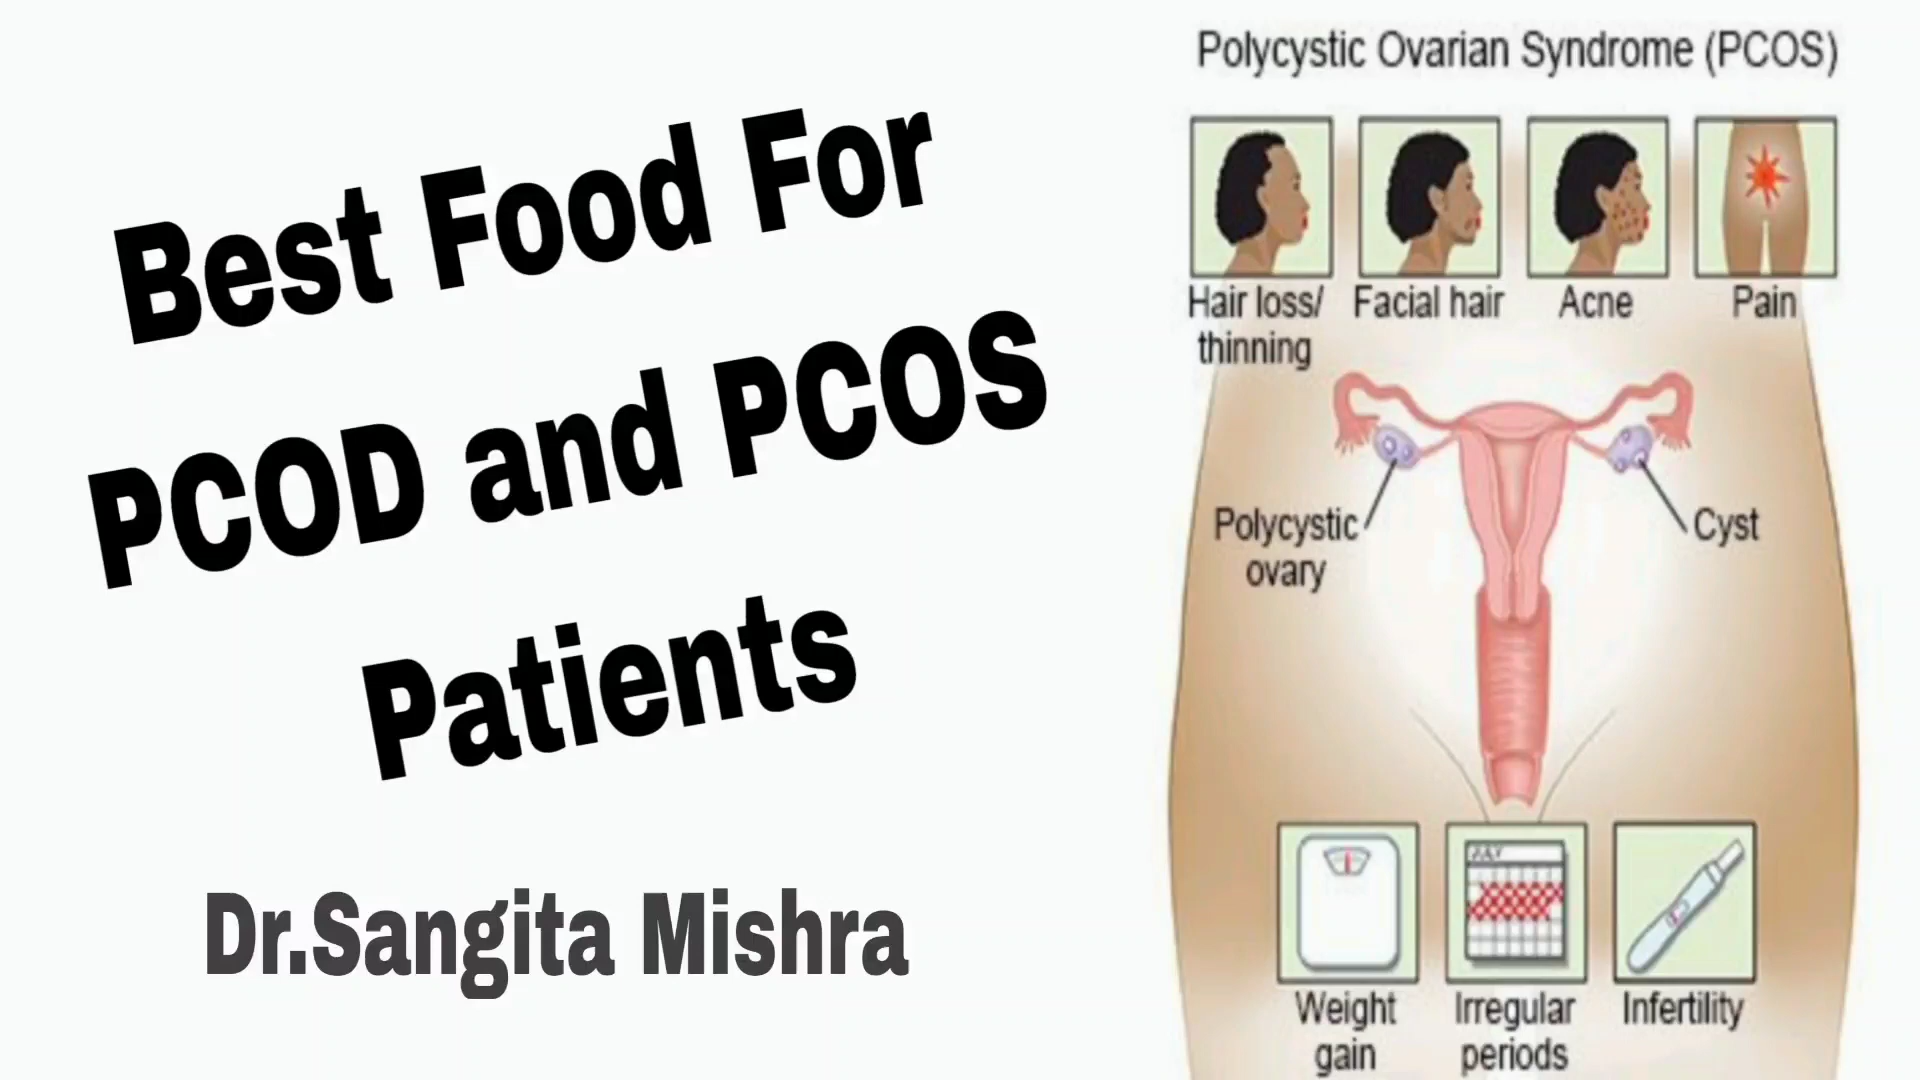 Best Food For
PCOD and PCOS
Patients
Dr.Sangita Mishra
Polycystic Ovarian Syndrome (PCOS)
Hair loss/
thinning
Facial hair
Acne
Pain
Polycystic
ovary
Cyst
JULY
Weight
gain
Irregular
periods
Infertility